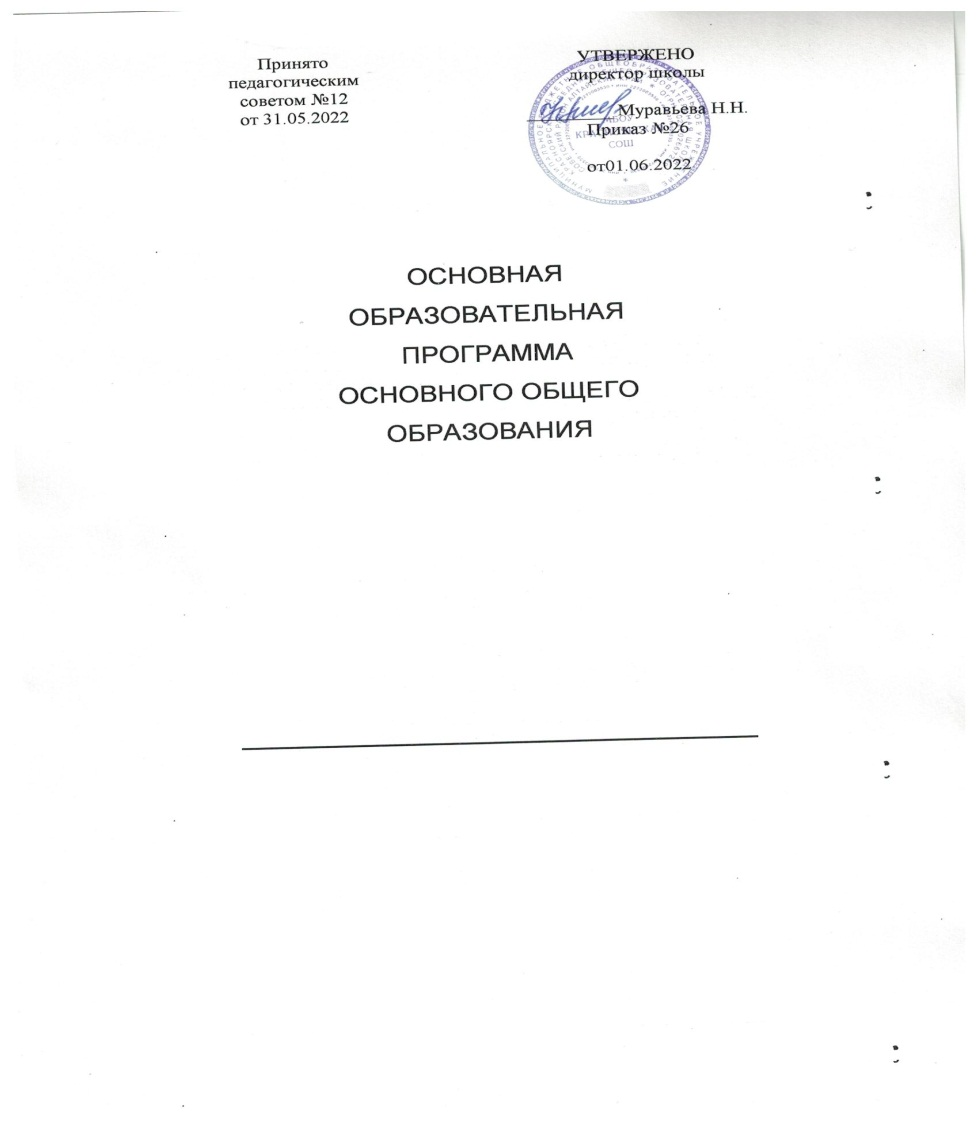 Принято
педагогическим
советом №12
от 31.05.2022
УТВЕРЖЕНО
директор школы
Муравьева Н.Н.
Приказ №26
от01.06.2022
СОШ
ОСНОВНАЯ
ОБРАЗОВАТЕЛЬНАЯ
ПРОГРАММА
ОСНОВНОГО ОБЩЕГО
ОБРАЗОВАНИЯ